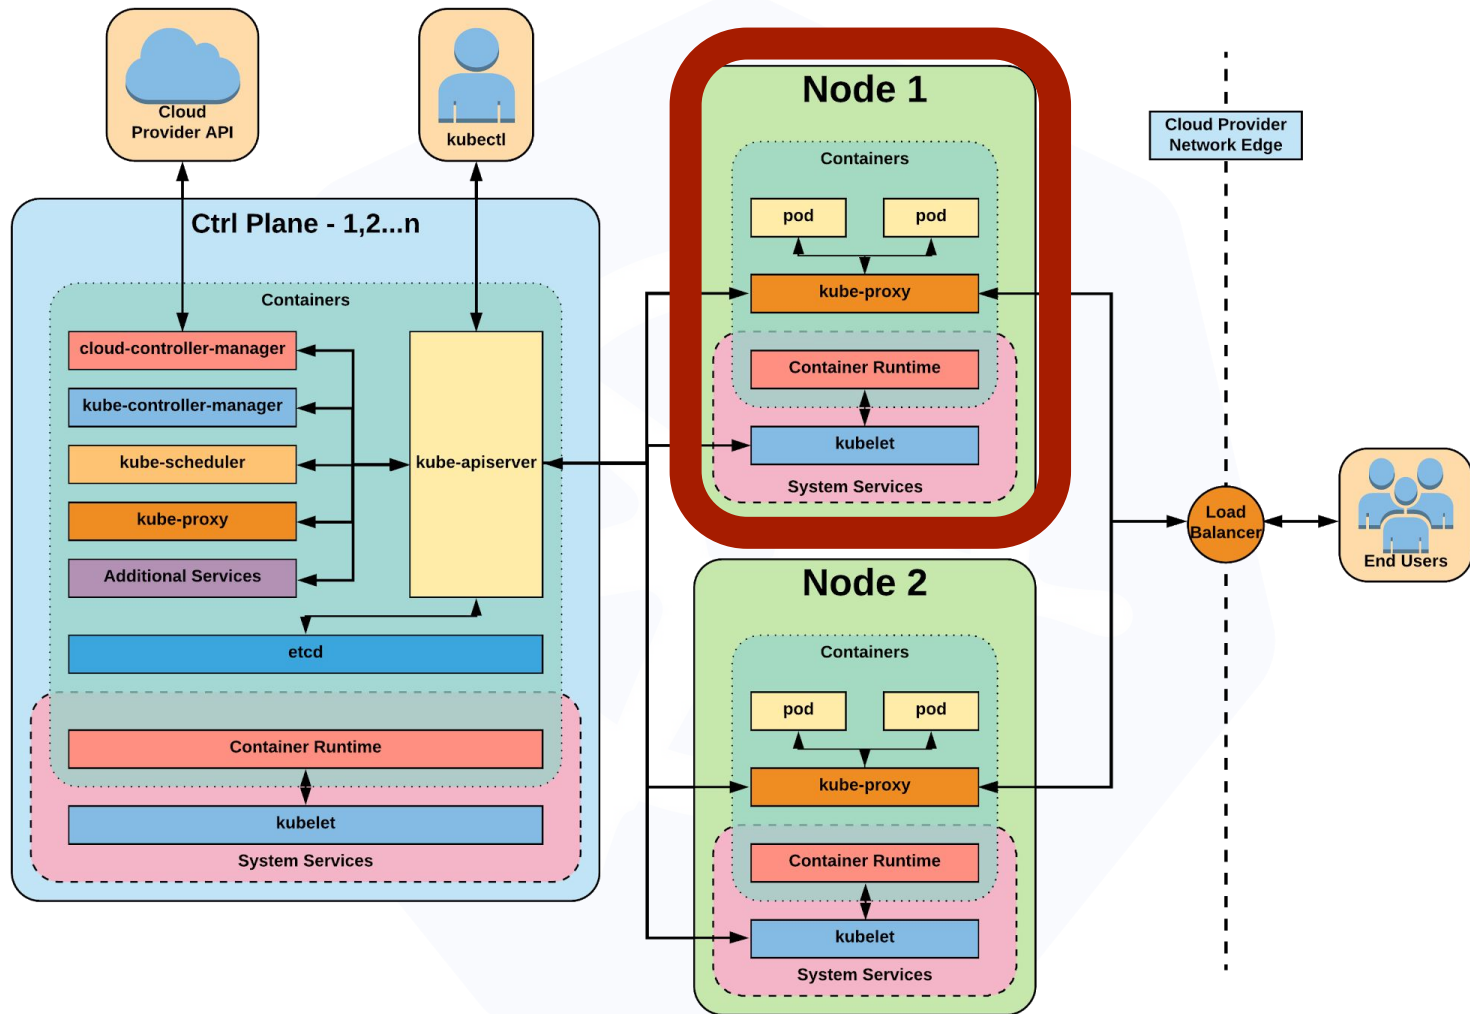 Cloud
Provider API
kubectl
Ctrl Plane - 1,2...n
Containers
cloud-controller-manager
kube-controller-manager
kube-scheduler
kube-proxy
Additional Services
kube-apiserver
etcd
Container Runtime
kubelet
System Services
Node 1
Containers
pod
pod
kube-proxy
Container Runtime
kubelet
System Services
Node 2
Containers
pod
pod
kube-proxy
Container Runtime
kubelet
System Services
Cloud Provider
Network Edge
Load
Balancer
End Users